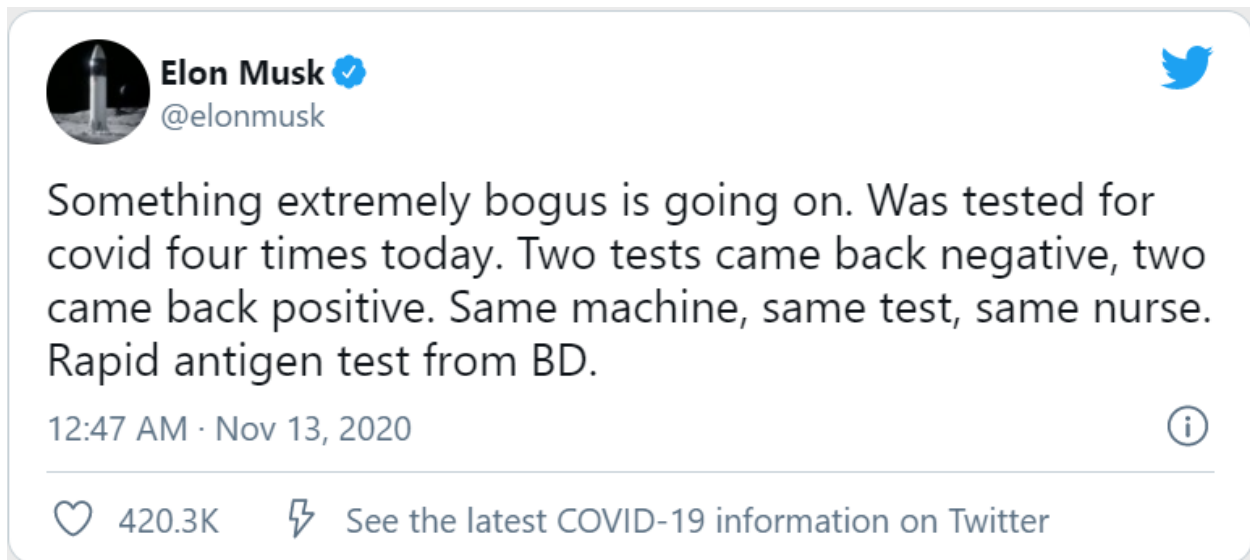 Elon Musk
@elonmusk
Something extremely bogus is going on. Was tested for
covid four times today. Two tests came back negative, two
came back positive. Same machine, same test, same nurse.
Rapid antigen test from BD.
12:47 AM · Nov 13, 2020
420.3K See the latest COVID-19 information on Twitter